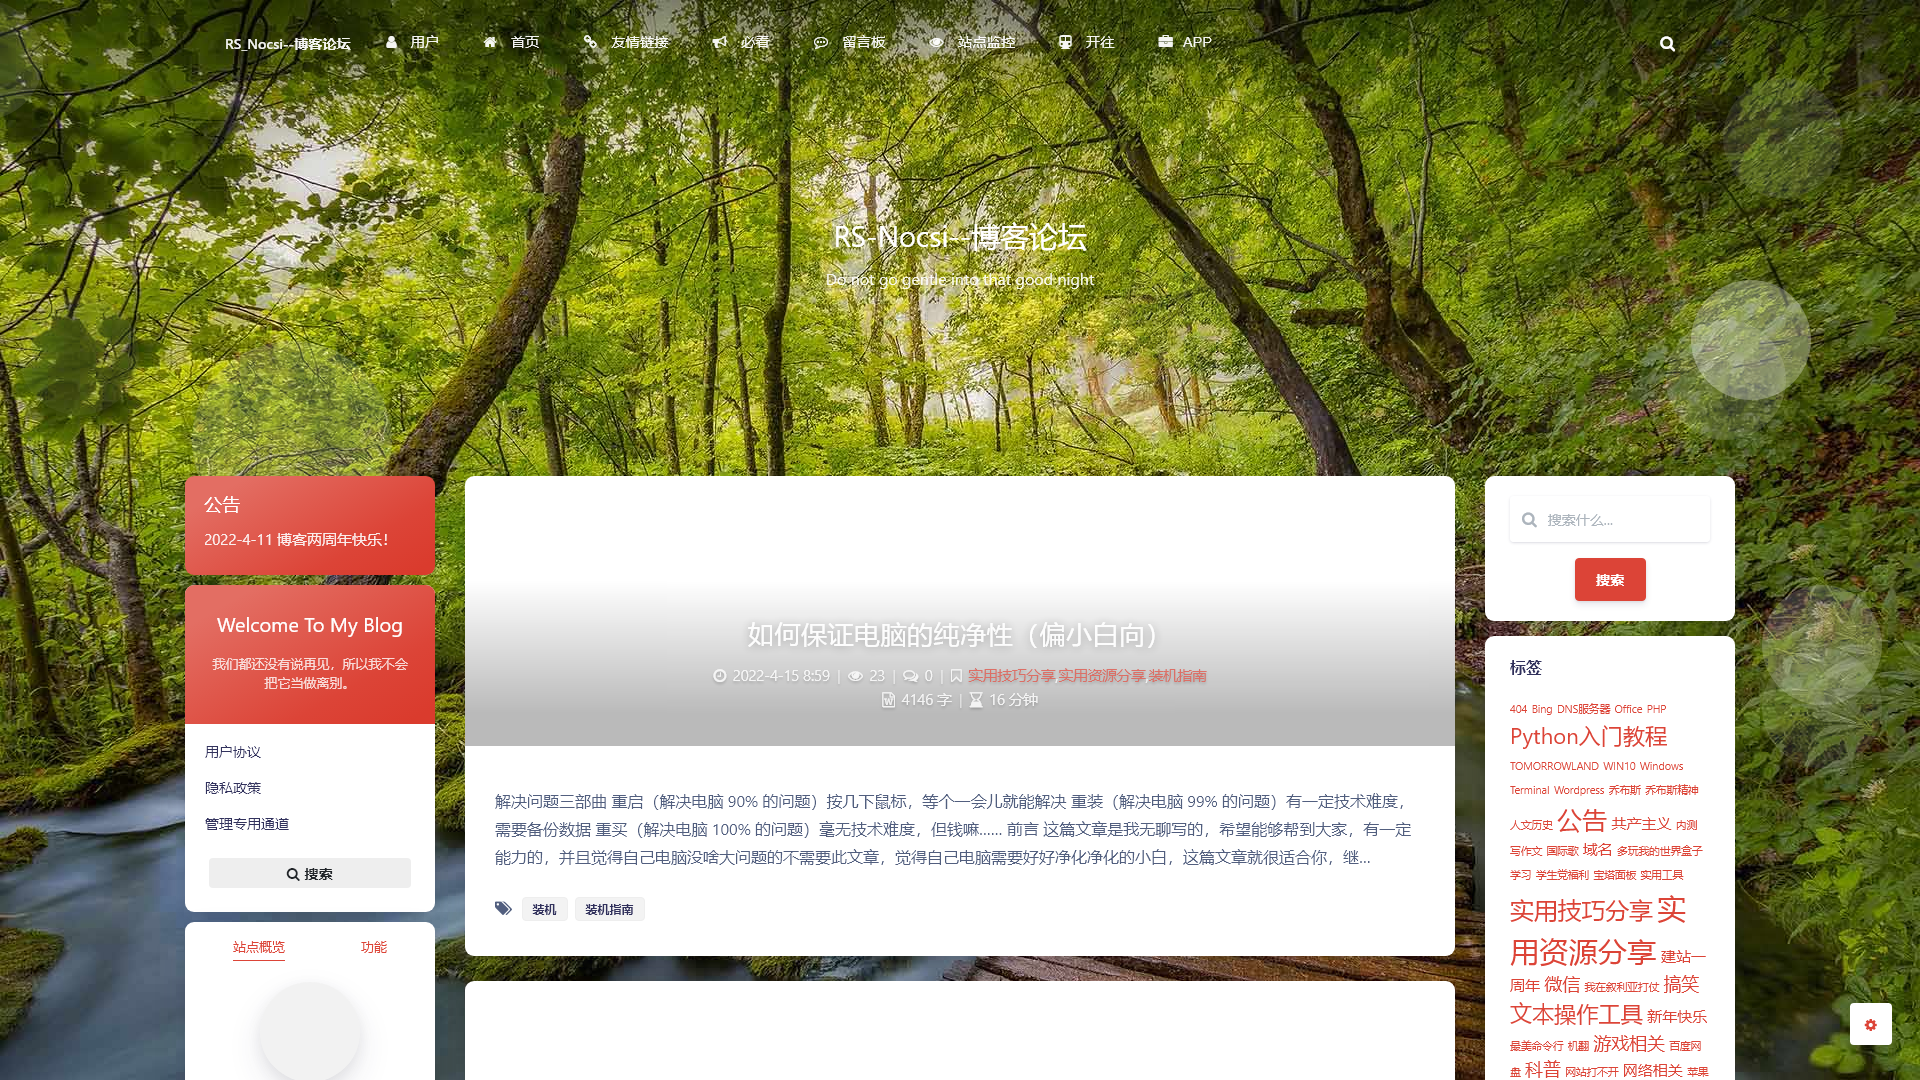 RS_Nocsi--博客论坛 用户 首页 友情链接 必看 留言板 站点监控 开往 APP
RS-Nocsi--博客论坛
Do not go gentle into that good night
公告
2022-4-11 博客两周年快乐！
Welcome To My Blog
我们都还没有说再见，所以我不会
把它当做离别。
用户协议
隐私政策
管理专用通道
搜索
站点概览 功能
如何保证电脑的纯净性（偏小白向）
2022-4-15 8:59 | 23 | 0 | 实用技巧分享,实用资源分享,装机指南
4146 字 | 16 分钟
解决问题三部曲 重启（解决电脑 90% 的问题）按几下鼠标，等个一会儿就能解决 重装（解决电脑 99% 的问题）有一定技术难度，
需要备份数据 重买（解决电脑 100% 的问题）毫无技术难度，但钱嘛...... 前言 这篇文章是我无聊写的，希望能够帮到大家，有一定
能力的，并且觉得自己电脑没啥大问题的不需要此文章，觉得自己电脑需要好好净化净化的小白，这篇文章就很适合你，继...
装机 装机指南
搜索什么...
搜索
标签
404 Bing DNS服务器 Office PHP
Python入门教程
TOMORROWLAND WIN10 Windows
Terminal Wordpress 乔布斯 乔布斯精神
人文历史 公告 共产主义 内测
写作文 国际歌 域名 多玩我的世界盒子
学习 学生党福利 宝塔面板 实用工具
实用技巧分享 实
用资源分享 建站一
周年 微信 我在叙利亚打仗 搞笑
文本操作工具 新年快乐
最美命令行 机翻 游戏相关 百度网
盘 科普 网站打不开 网络相关 苹果